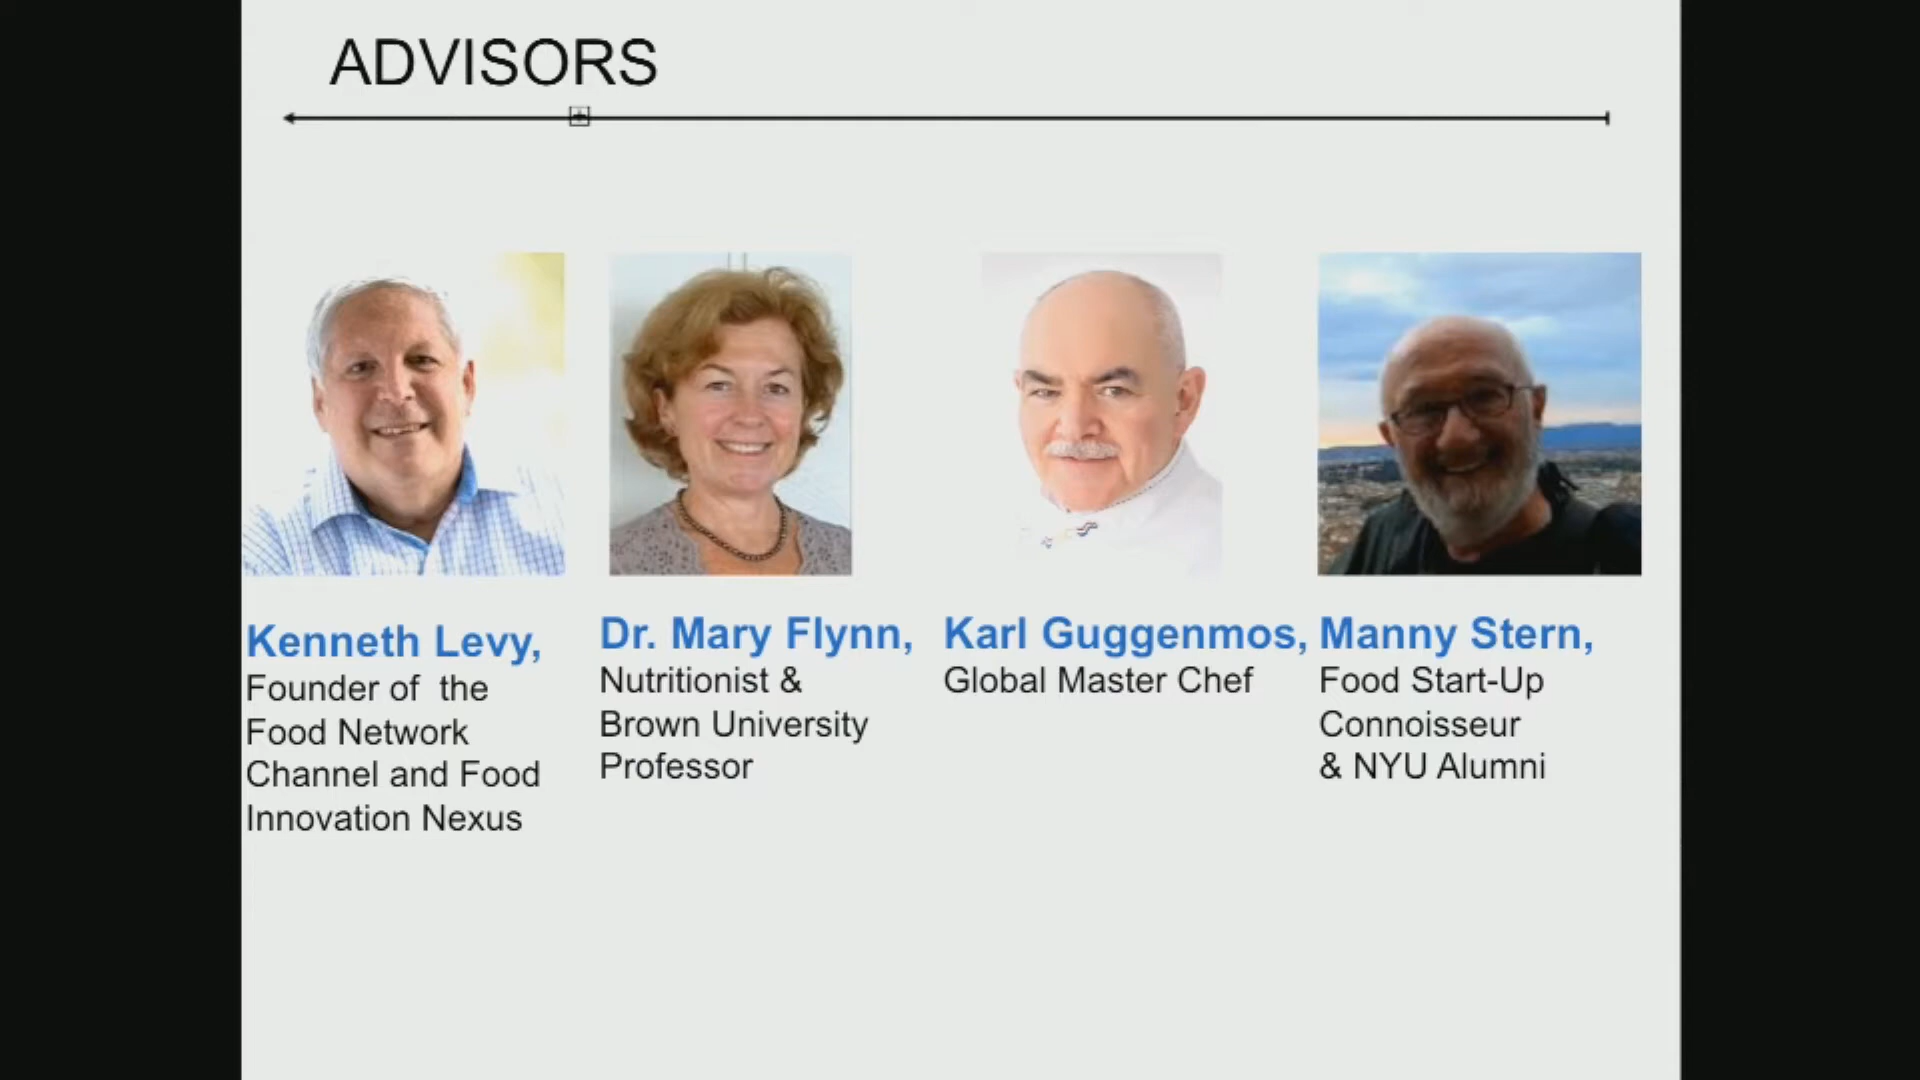 ADVISORS
Kenneth Levy,
Founder of the
Food Network
Channel and Food
Innovation Nexus
Dr. Mary Flynn,
Nutritionist &
Brown University
Professor
Karl Guggenmos,
Global Master Chef
Manny Stern,
Food Start-Up
Connoisseur
& NYU Alumni